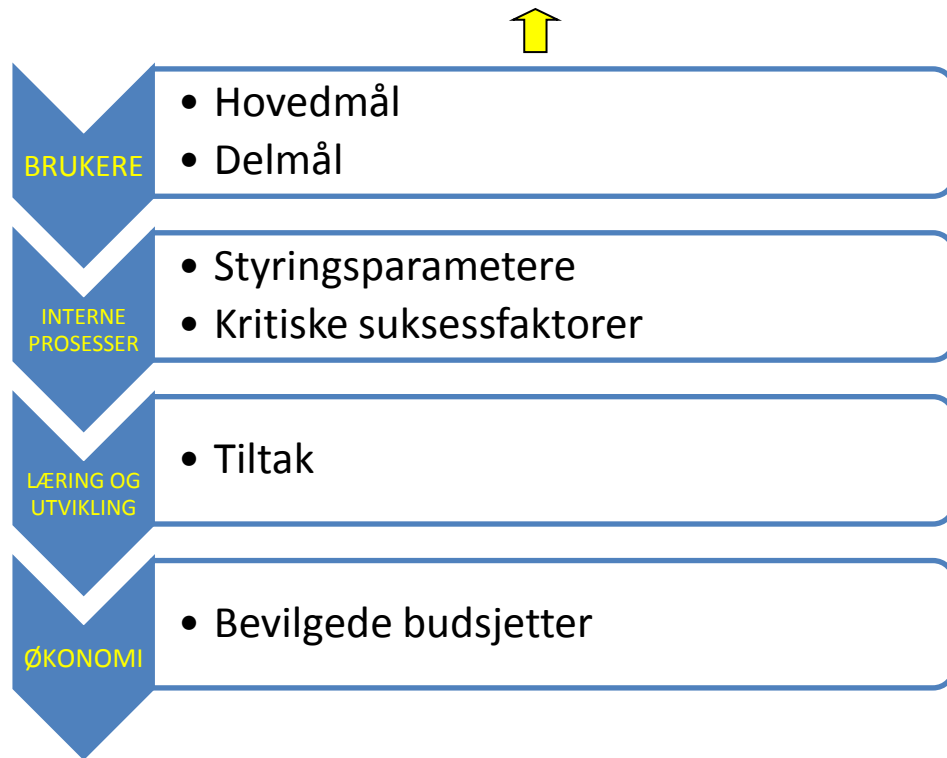 BRUKERE
• Hovedmål
• Delmål
INTERNE
PROSESSER
• Styringsparametere
• Kritiske suksessfaktorer
LÆRING OG
UTVIKLING
• Tiltak
ØKONOMI
• Bevilgede budsjetter